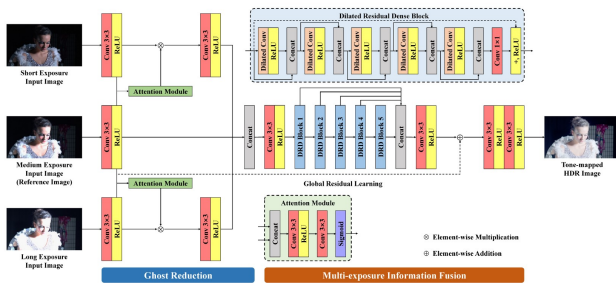 Dilated Residual Dense Block
Dilated Conv
ReLU
Concat
Dilated Conv
ReLU
Concat
Dilated Conv
ReLU
Concat
Dilated Conv
ReLU
Concat
Dilated Conv
ReLU
Concat
Conv 1×1
+, ReLU
Short Exposure
Input Image
Conv 3×3
ReLU
Conv 3×3
ReLU
Attention Module
Medium Exposure
Input Image
(Reference Image)
Conv 3×3
ReLU
Concat
Conv 3×3
ReLU
DRD Block 1
DRD Block 2
DRD Block 3
DRD Block 4
DRD Block 5
Concat
Conv 3×3
ReLU
Conv 3×3
ReLU
Conv 3×3
ReLU
Tone-mapped
HDR Image
Global Residual Learning
Attention Module
Long Exposure
Input Image
Conv 3×3
ReLU
Conv 3×3
ReLU
Attention Module
Concat
Conv 3×3
ReLU
Conv 3×3
Sigmoid
⊗ Element-wise Multiplication
⊕ Element-wise Addition
Ghost Reduction
Multi-exposure Information Fusion